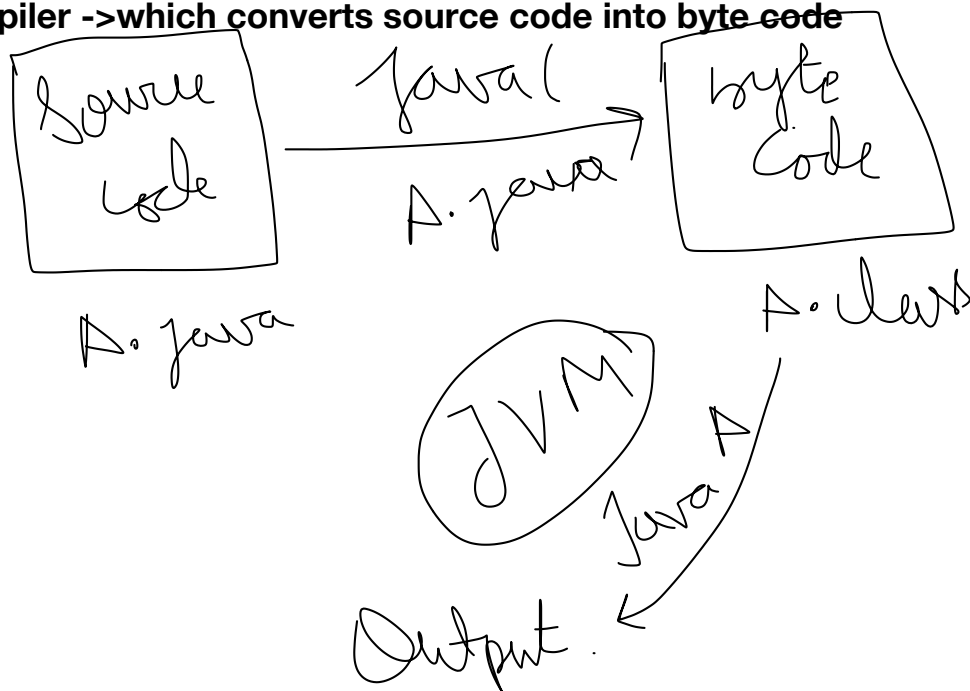 piler ->which converts source code into byte code
Source
code
Javac
A. java
byte
Code
A. java
A. class
JVM
Java A
Output.